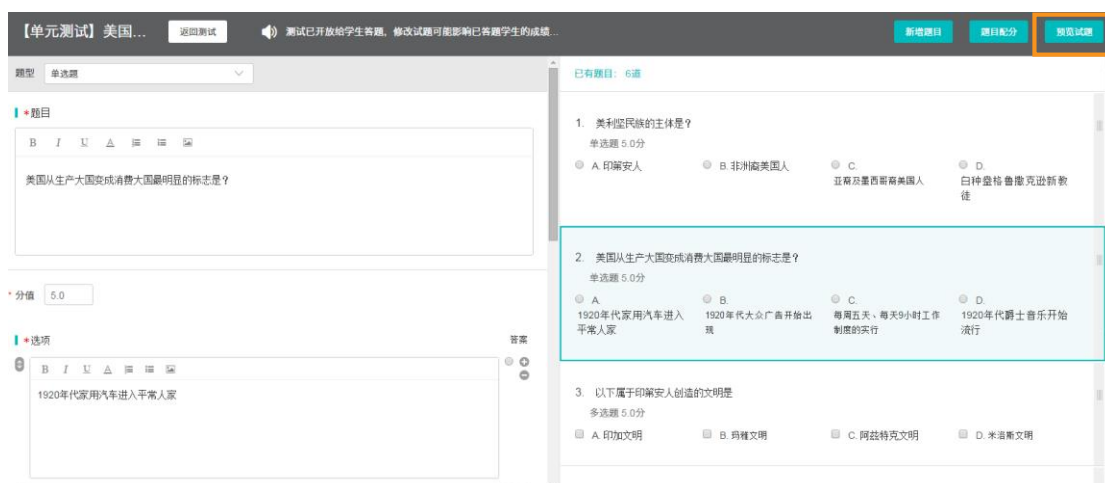 【单元测试】美国...
返回测试
测试已开放给学生答题，修改试题可能影响已答题学生的成绩...
新增题目
题目配分
预览试题
题型 单选题
*题目
B I U A
美国从生产大国变成消费大国最明显的标志是？
* 分值 5.0
*选项
答案
B I U A
1920年代家用汽车进入平常人家
已有题目：6道
1. 美利坚民族的主体是？
单选题 5.0分
A. 印第安人
B. 非洲裔美国人
C.
亚裔及墨西哥裔美国人
D.
白种盎格鲁撒克逊新教
徒
2. 美国从生产大国变成消费大国最明显的标志是？
单选题 5.0分
A.
1920年代家用汽车进入
平常人家
B.
1920年代大众广告开始出
现
C.
每周五天、每天9小时工作
制度的实行
D.
1920年代爵士音乐开始
流行
3. 以下属于印第安人创造的文明是
多选题 5.0分
A. 印加文明
B. 玛雅文明
C. 阿兹特克文明
D. 米诺斯文明